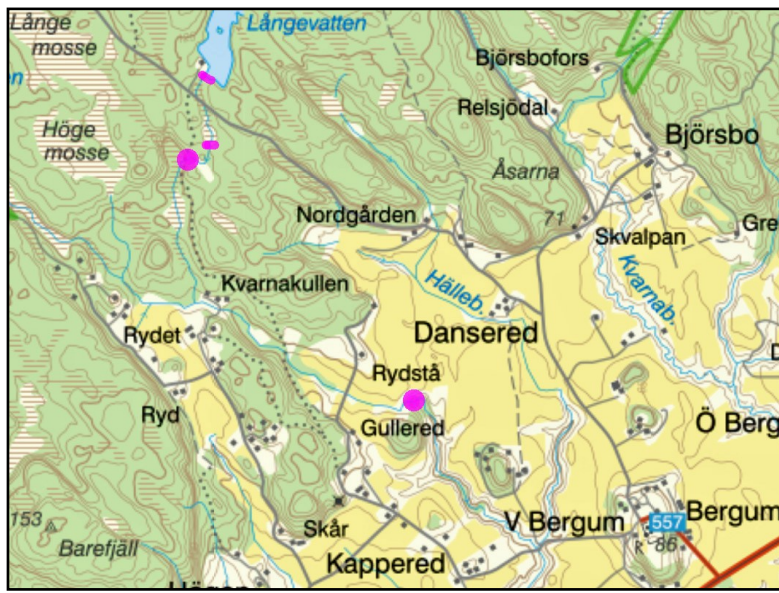 Långe
mosse
Långevatten
en
Björsbofors
Relsjödal
Björsbo
Höge
mosse
Åsarna
Nordgården
71
Skvalpan
Gre
Kvarnakullen
Hälleb.
Kvarnab.
Rydet
Dansered
Rydstå
Ryd
Gullered
Ö Berg
153
Barefjäll
Skår
V Bergum
557
Bergum
R 86
Kappered